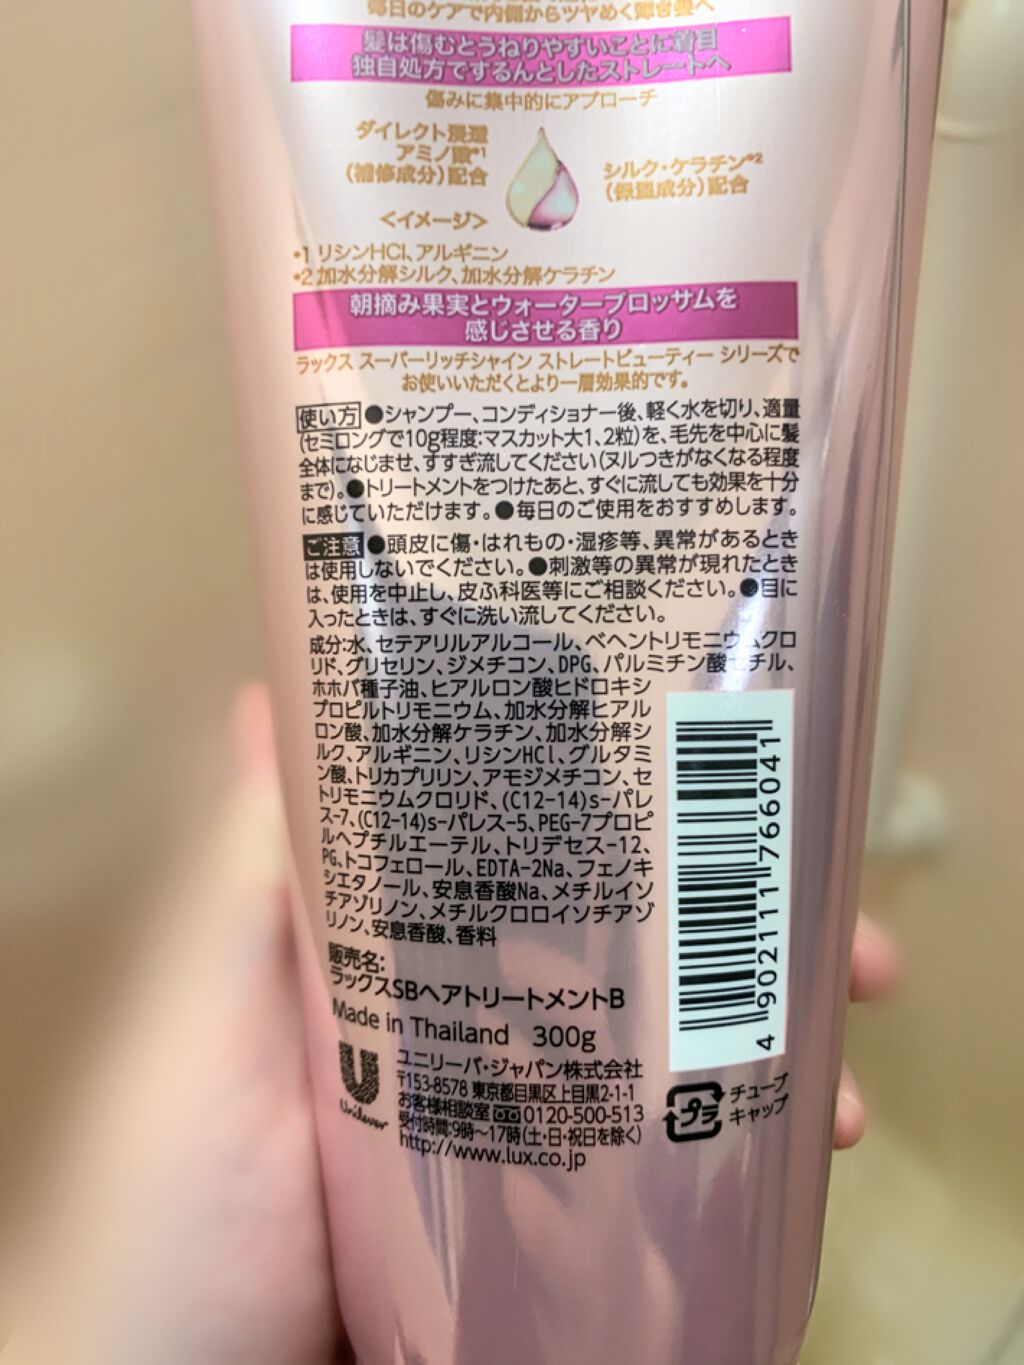 毎日のケアで内側からツヤめく輝き髪へ
髪は傷むとうねりやすいことに着目
独自処方でするんとしたストレートへ
傷みに集中的にアプローチ
ダイレクト浸透
アミノ酸*1
(補修成分)配合
シルク・ケラチン*2
(保湿成分)配合
<イメージ>
*1 リシンHCl、アルギニン
*2 加水分解シルク、加水分解ケラチン
朝摘み果実とウォーターブロッサムを
感じさせる香り
ラックス スーパーリッチシャイン ストレートビューティー シリーズで
お使いいただくとより一層効果的です。
使い方 ●シャンプー、コンディショナー後、軽く水を切り、適量
(セミロングで10g程度:マスカット大1、2粒)を、毛先を中心に髪
全体になじませ、すすぎ流してください(ヌルつきがなくなる程度
まで)。●トリートメントをつけたあと、すぐに流しても効果を十分
に感じていただけます。●毎日のご使用をおすすめします。
ご注意 ●頭皮に傷・はれもの・湿疹等、異常があるとき
は使用しないでください。●刺激等の異常が現れたとき
は、使用を中止し、皮ふ科医等にご相談ください。●目に
入ったときは、すぐに洗い流してください。
成分:水、セテアリルアルコール、ベヘントリモニウムクロ
リド、グリセリン、ジメチコン、DPG、パルミチン酸セチル、
ホホバ種子油、ヒアルロン酸ヒドロキシ
プロピルトリモニウム、加水分解ヒアル
ロン酸、加水分解ケラチン、加水分解シ
ルク、アルギニン、リシンHCl、グルタミ
ン酸、トリカプリリン、アモジメチコン、セ
トリモニウムクロリド、(C12-14)s-パレ
ス-7、(C12-14)s-パレス-5、PEG-7プロピ
ルヘプチルエーテル、トリデセス-12、
PG、トコフェロール、EDTA-2Na、フェノキ
シエタノール、安息香酸Na、メチルイソ
チアゾリノン、メチルクロロイソチアゾ
リノン、安息香酸、香料
4 902111 766041
販売名:
ラックスSBヘアトリートメントB
Made in Thailand 300g
Unilever
ユニリーバ・ジャパン株式会社
〒153-8578 東京都目黒区上目黒2-1-1
お客様相談室 0120-500-513
受付時間:9時〜17時(土・日・祝日を除く)
http://www.lux.co.jp
プラ
チューブ
キャップ